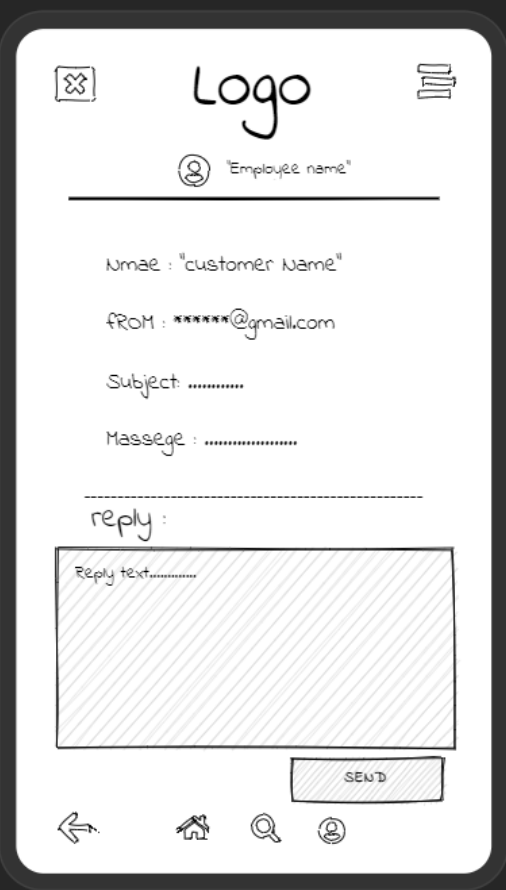 Logo
"Employee name"
Nmae : "customer Name"
fROM : ******@gmail.com
Subject: ............
Massege : ....................
reply :
Reply text.............
SEND